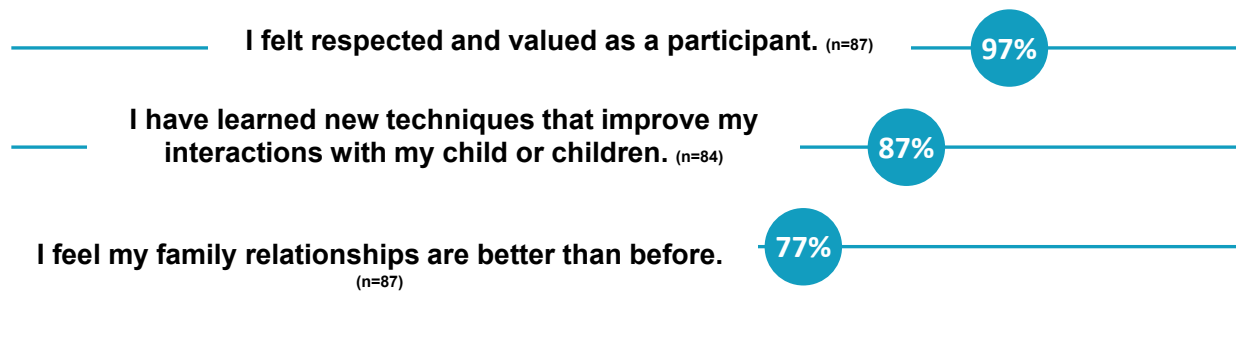 I felt respected and valued as a participant. (n=87) 97%
I have learned new techniques that improve my
interactions with my child or children. (n=84) 87%
I feel my family relationships are better than before. 77%
(n=87)